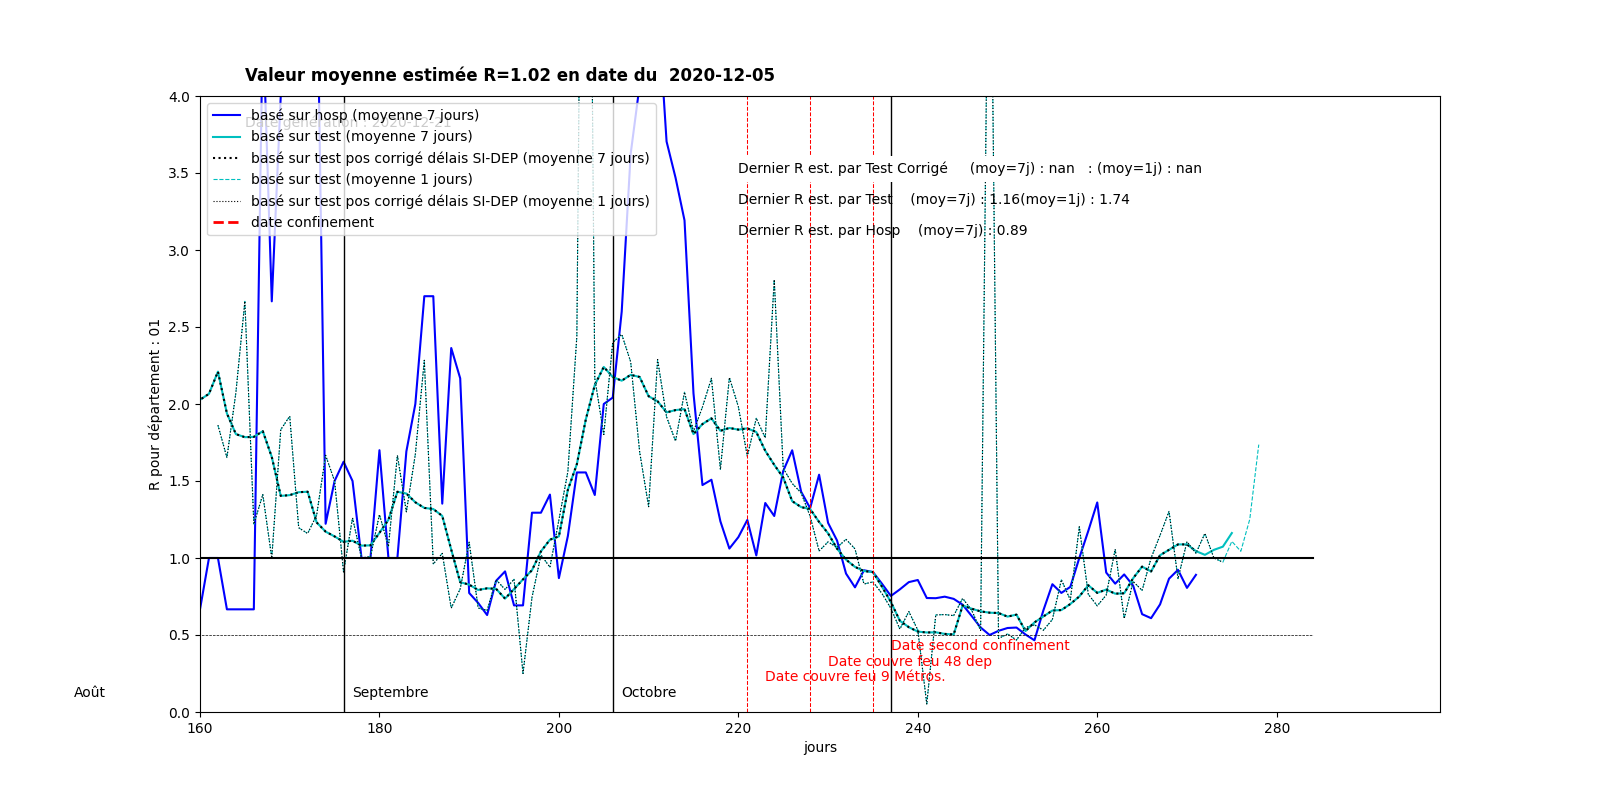 Valeur moyenne estimée R=1.02 en date du  2020-12-05
Date génération : 2020-12-21
basé sur hosp (moyenne 7 jours)
basé sur test (moyenne 7 jours)
basé sur test pos corrigé délais SI-DEP (moyenne 7 jours)
basé sur test (moyenne 1 jours)
basé sur test pos corrigé délais SI-DEP (moyenne 1 jours)
date confinement
Dernier R est. par Test Corrigé     (moy=7j) : nan   : (moy=1j) : nan
Dernier R est. par Test    (moy=7j) : 1.16(moy=1j) : 1.74
Dernier R est. par Hosp    (moy=7j) : 0.89
4.0
3.5
3.0
2.5
2.0
1.5
1.0
0.5
0.0
R pour département : 01
Date second confinement
Date couvre feu 48 dep
Date couvre feu 9 Métros.
Août
Septembre
Octobre
160
180
200
220
240
260
280
jours